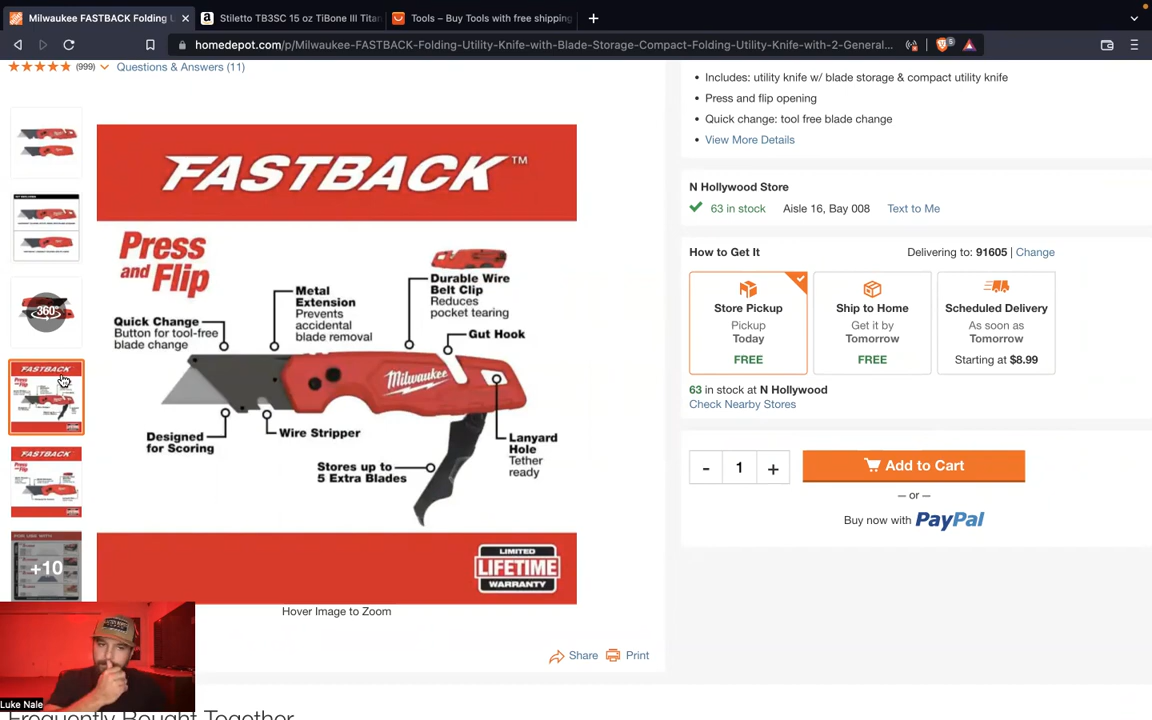 Milwaukee FASTBACK Folding U
Stiletto TB3SC 15 oz TiBone III Titan
Tools – Buy Tools with free shipping
homedepot.com/p/Milwaukee-FASTBACK-Folding-Utility-Knife-with-Blade-Storage-Compact-Folding-Utility-Knife-with-2-General...
(999)
Questions & Answers (11)
360°
FASTBACK
FASTBACK
+10
FASTBACK™
Press
and Flip
Quick Change
Button for tool-free
blade change
Metal
Extension
Prevents
accidental
blade removal
Durable Wire
Belt Clip
Reduces
pocket tearing
Gut Hook
Milwaukee
Designed
for Scoring
Wire Stripper
Stores up to
5 Extra Blades
Lanyard
Hole
Tether
ready
LIMITED
LIFETIME
WARRANTY
Hover Image to Zoom
Share
Print
Includes: utility knife w/ blade storage & compact utility knife
Press and flip opening
Quick change: tool free blade change
View More Details
N Hollywood Store
63 in stock
Aisle 16, Bay 008
Text to Me
How to Get It
Delivering to: 91605 | Change
Store Pickup
Pickup
Today
FREE
Ship to Home
Get it by
Tomorrow
FREE
Scheduled Delivery
As soon as
Tomorrow
Starting at $8.99
63 in stock at N Hollywood
Check Nearby Stores
- 1 +
Add to Cart
— or —
Buy now with PayPal
Luke Nale
Frequently Bought Together